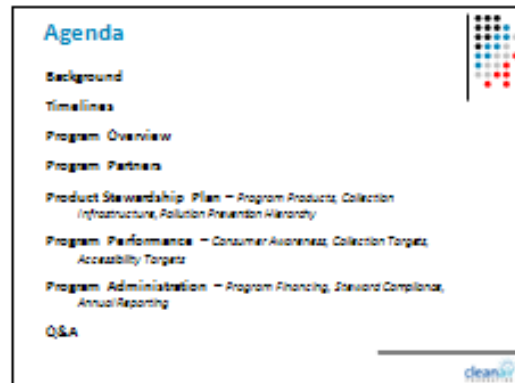 Agenda
Background
Timelines
Program Overview
Program Partners
Product Stewardship Plan – Program Products, Collection
Infrastructure, Pollution Prevention Hierarchy
Program Performance – Consumer Awareness, Collection Targets,
Accessibility Targets
Program Administration – Program Financing, Steward Compliance,
Annual Reporting
Q&A
cleanair